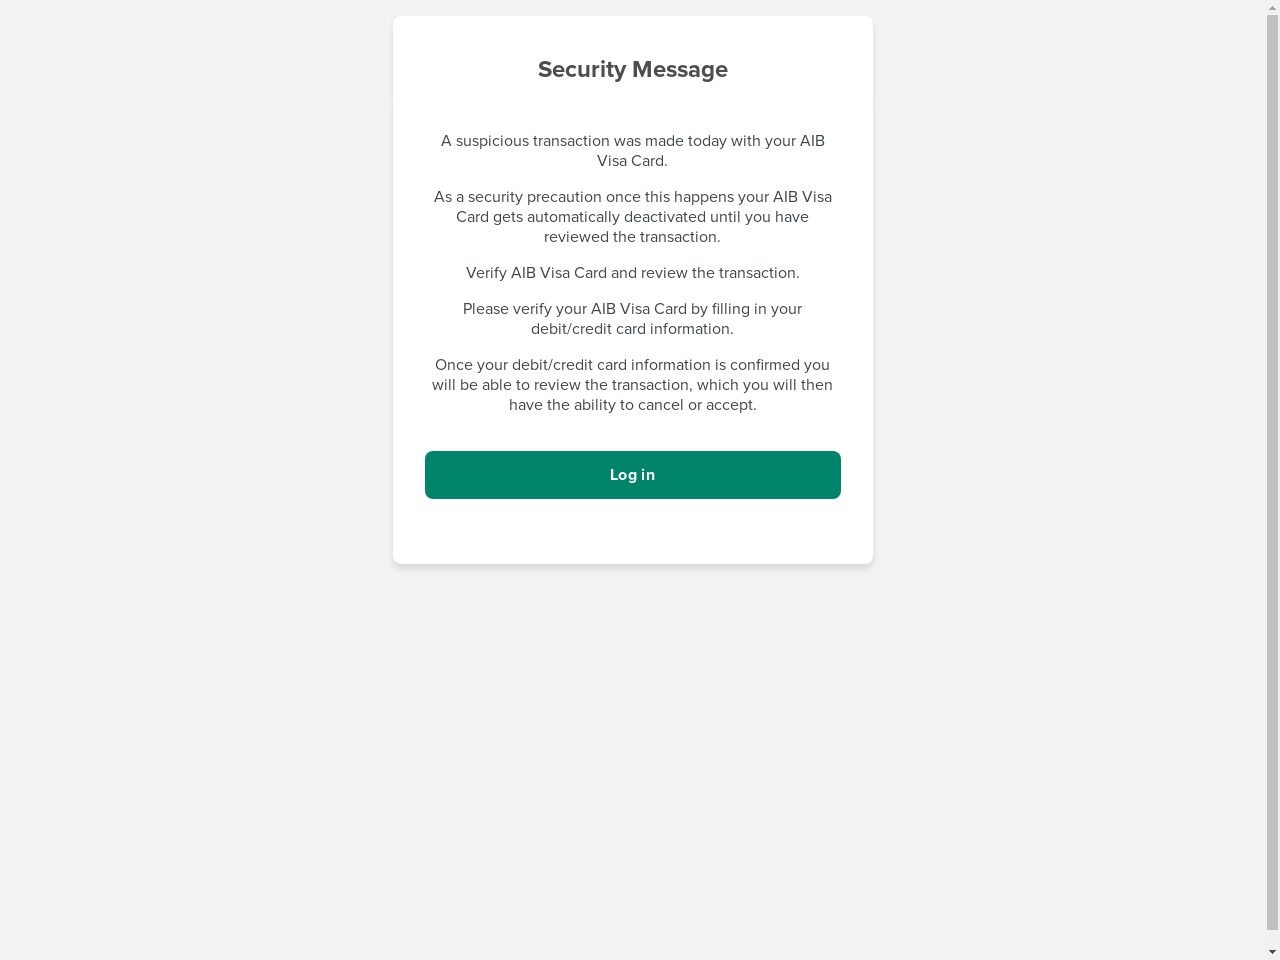 Security Message
A suspicious transaction was made today with your AIB
Visa Card.
As a security precaution once this happens your AIB Visa
Card gets automatically deactivated until you have
reviewed the transaction.
Verify AIB Visa Card and review the transaction.
Please verify your AIB Visa Card by filling in your
debit/credit card information.
Once your debit/credit card information is confirmed you
will be able to review the transaction, which you will then
have the ability to cancel or accept.
Log in